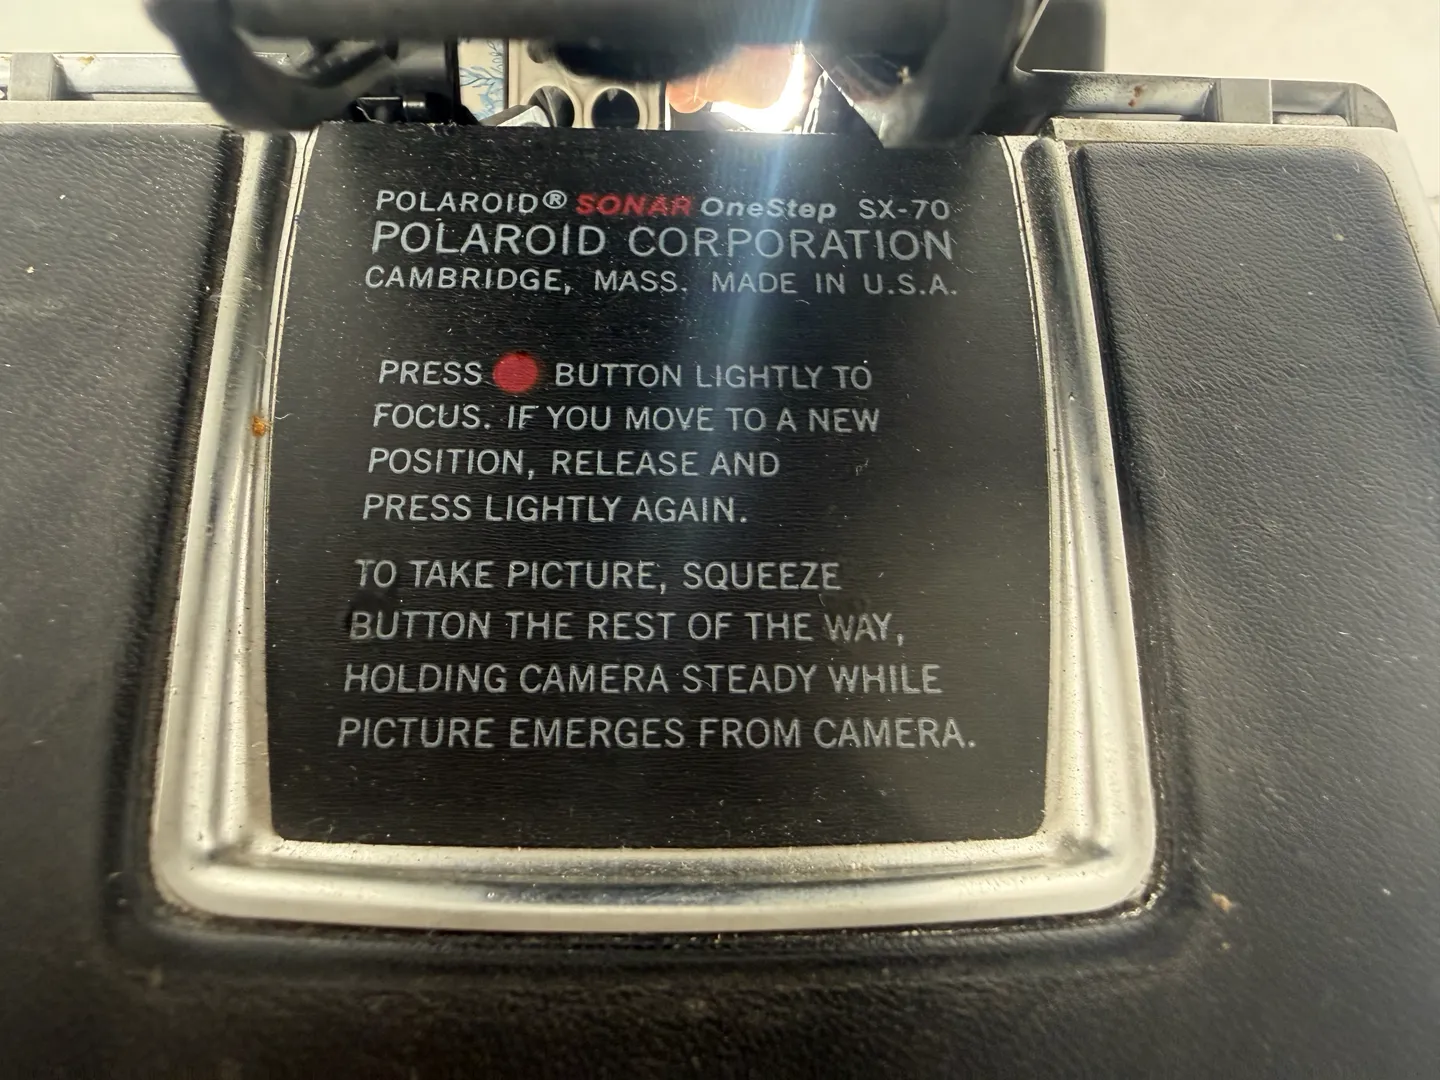 POLAROID® SONAR OneStep SX-70
POLAROID CORPORATION
CAMBRIDGE, MASS. MADE IN U.S.A.
PRESS BUTTON LIGHTLY TO
FOCUS. IF YOU MOVE TO A NEW
POSITION, RELEASE AND
PRESS LIGHTLY AGAIN.
TO TAKE PICTURE, SQUEEZE
BUTTON THE REST OF THE WAY,
HOLDING CAMERA STEADY WHILE
PICTURE EMERGES FROM CAMERA.